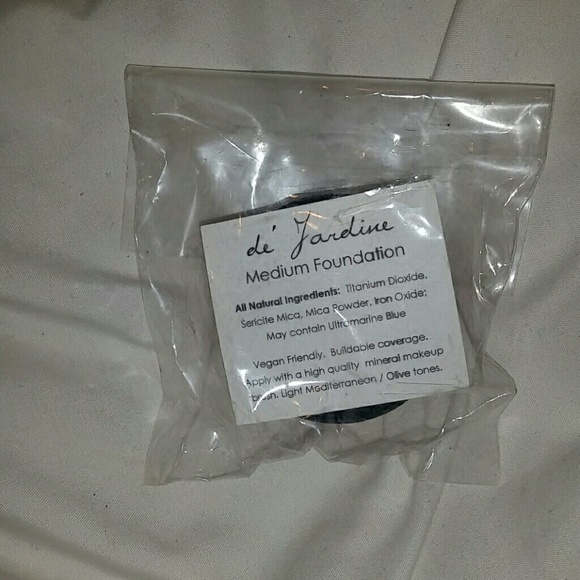 dé Jardine
Medium Foundation
All Natural Ingredients: Titanium Dioxide,
Sericite Mica, Mica Powder, Iron Oxide;
May contain Ultramarine Blue
Vegan Friendly. Buildable coverage.
Apply with a high quality mineral makeup
brush. Light Mediterranean / Olive tones.